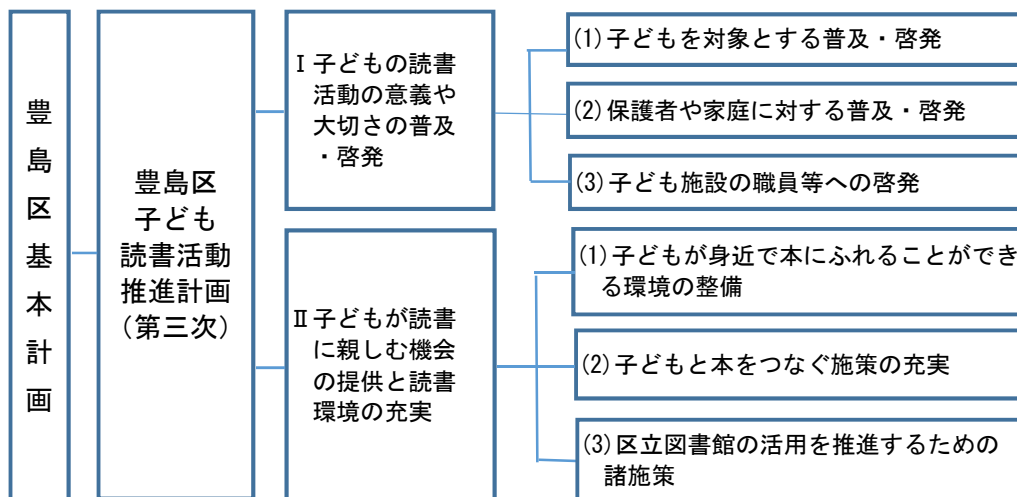 豊島区基本計画
豊島区
子ども
読書活動
推進計画
(第三次)
Ⅰ子どもの読書
活動の意義や
大切さの普及
・啓発
(1)子どもを対象とする普及・啓発
(2)保護者や家庭に対する普及・啓発
(3)子ども施設の職員等への啓発
Ⅱ子どもが読書
に親しむ機会
の提供と読書
環境の充実
(1)子どもが身近で本にふれることができ
る環境の整備
(2)子どもと本をつなぐ施策の充実
(3)区立図書館の活用を推進するための
諸施策